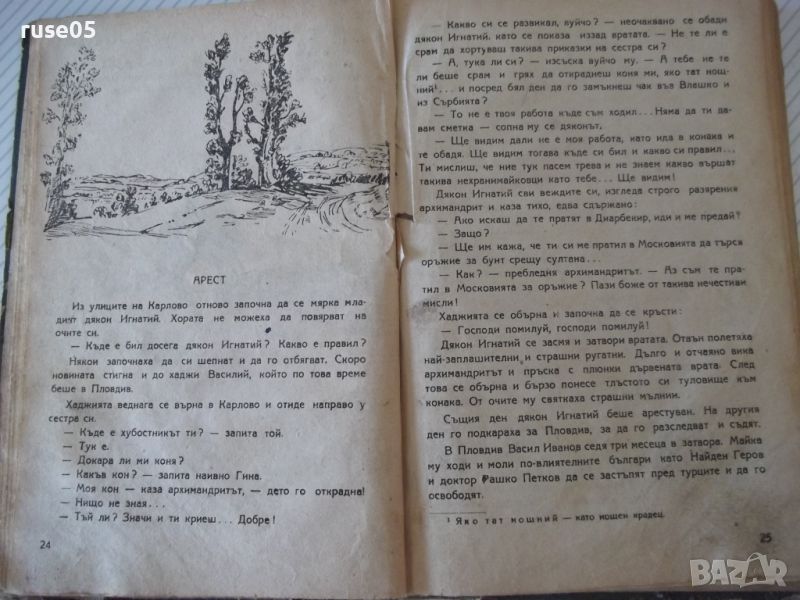 ruse05
АРЕСТ
Из улиците на Карлово отново започна да се мярка мла-
дият дякон Игнатий. Хората не можеха да повярват на
очите си.
— Къде е бил досега дякон Игнатий? Какво е правил?
Някои започнаха да си шепнат и да го отбягват. Скоро
новината стигна и до хаджи Василий, който по това време
беше в Пловдив.
Хаджията веднага се върна в Карлово и отиде направо у
сестра си.
— Къде е хубостникът ти? — запита той.
— Тук е.
— Докара ли ми коня?
— Какъв кон? — запита наивно Гина.
— Моя кон — каза архимандритът, — дето го открадна!
— Нищо не зная...
— Тъй ли? Значи и ти криеш... Добре!
24
— Какво си се развикал, вуйчо? — неочаквано се обади
дякон Игнатий, като се показа иззад вратата. — Не те ли е
срам да хортуваш такива приказки на сестра си?
— А, тука ли си? — изсъска вуйчо му. — А тебе не те
ли беше срам и грях да откраднеш коня ми, яко тат нощ-
ний¹... и посред бял ден да го замъкнеш чак във Влашко и
из Сърбията?
— То не е твоя работа къде съм ходил... Няма да ти да-
вам сметка — сопна му се дяконът.
— Ще видим дали не е моя работа, като ида в конака и
те обадя. Ще видим тогава къде си бил и какво си правил...
Ти мислиш, че ние тук пасем трева и не знаем какво вършат
такива нехранимайковци като тебе... Ще видим!
Дякон Игнатий сви веждите си, изгледа строго разярения
архимандрит и каза тихо, едва сдържано:
— Ако искаш да те пратят в Диарбекир, иди и ме предай!
— Защо?
— Ще им кажа, че ти си ме пратил в Московията да търся
оръжие за бунт срещу султана...
— Как? — пребледня архимандритът. — Аз съм те пра-
тил в Московията за оръжие? Пази боже от такива нечестиви
мисли!
Хаджията се обърна и започна да се кръсти:
— Господи помилуй, господи помилуй!
Дякон Игнатий се засмя и затвори вратата. Отвън полетяха
най-заплашителни и страшни ругатни. Дълго и отчаяно вика
архимандритът и пръска с плюнки дървената врата. След
това се обърна и бързо понесе тлъстото си туловище към
конака. От очите му святкаха страшни мълнии.
Същия ден дякон Игнатий беше арестуван. На другия
ден го подкараха за Пловдив, за да го разследват и съдят.
В Пловдив Васил Иванов седя три месеца в затвора. Майка
му ходи и моли по-влиятелните българи като Найден Геров
и доктор Рашко Петков да се застъпят пред турците и да го
освободят.
¹ Яко тат нощний — като нощен крадец.
25
BAZAR